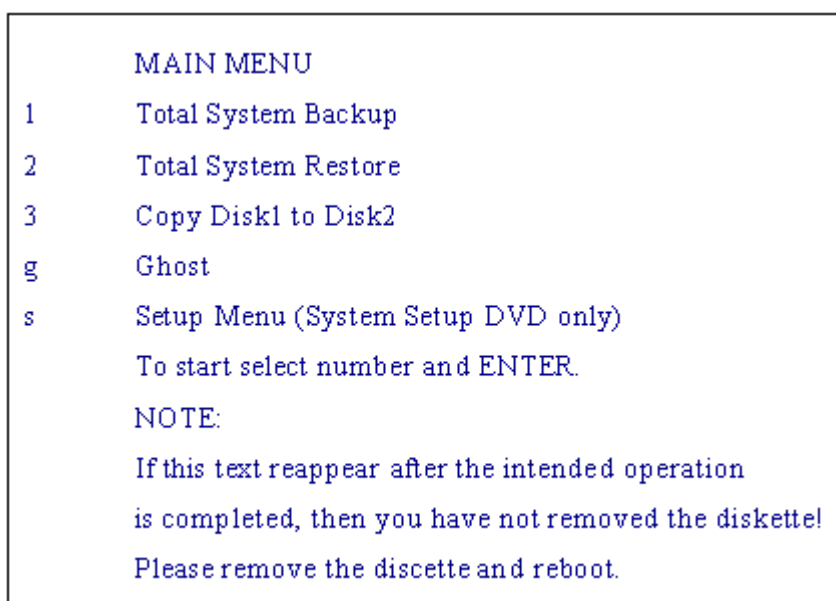 MAIN MENU
1 Total System Backup
2 Total System Restore
3 Copy Disk1 to Disk2
g Ghost
s Setup Menu (System Setup DVD only)
To start select number and ENTER.
NOTE:
If this text reappear after the intended operation
is completed, then you have not removed the diskette!
Please remove the discette and reboot.